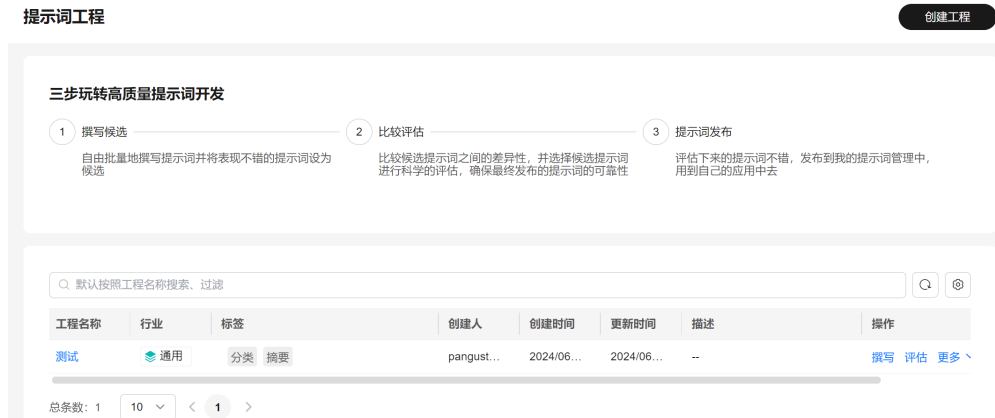 提示词工程
创建工程
三步玩转高质量提示词开发
1 撰写候选
自由批量地撰写提示词并将表现不错的提示词设为
候选
2 比较评估
比较候选提示词之间的差异性，并选择候选提示词
进行科学的评估，确保最终发布的提示词的可靠性
3 提示词发布
评估下来的提示词不错，发布到我的提示词管理中，
用到自己的应用中去
默认按照工程名称搜索、过滤
工程名称 行业 标签 创建人 创建时间 更新时间 描述 操作
测试 通用 分类 摘要 pangust... 2024/06... 2024/06... -- 撰写 评估 更多
总条数：1 10 1